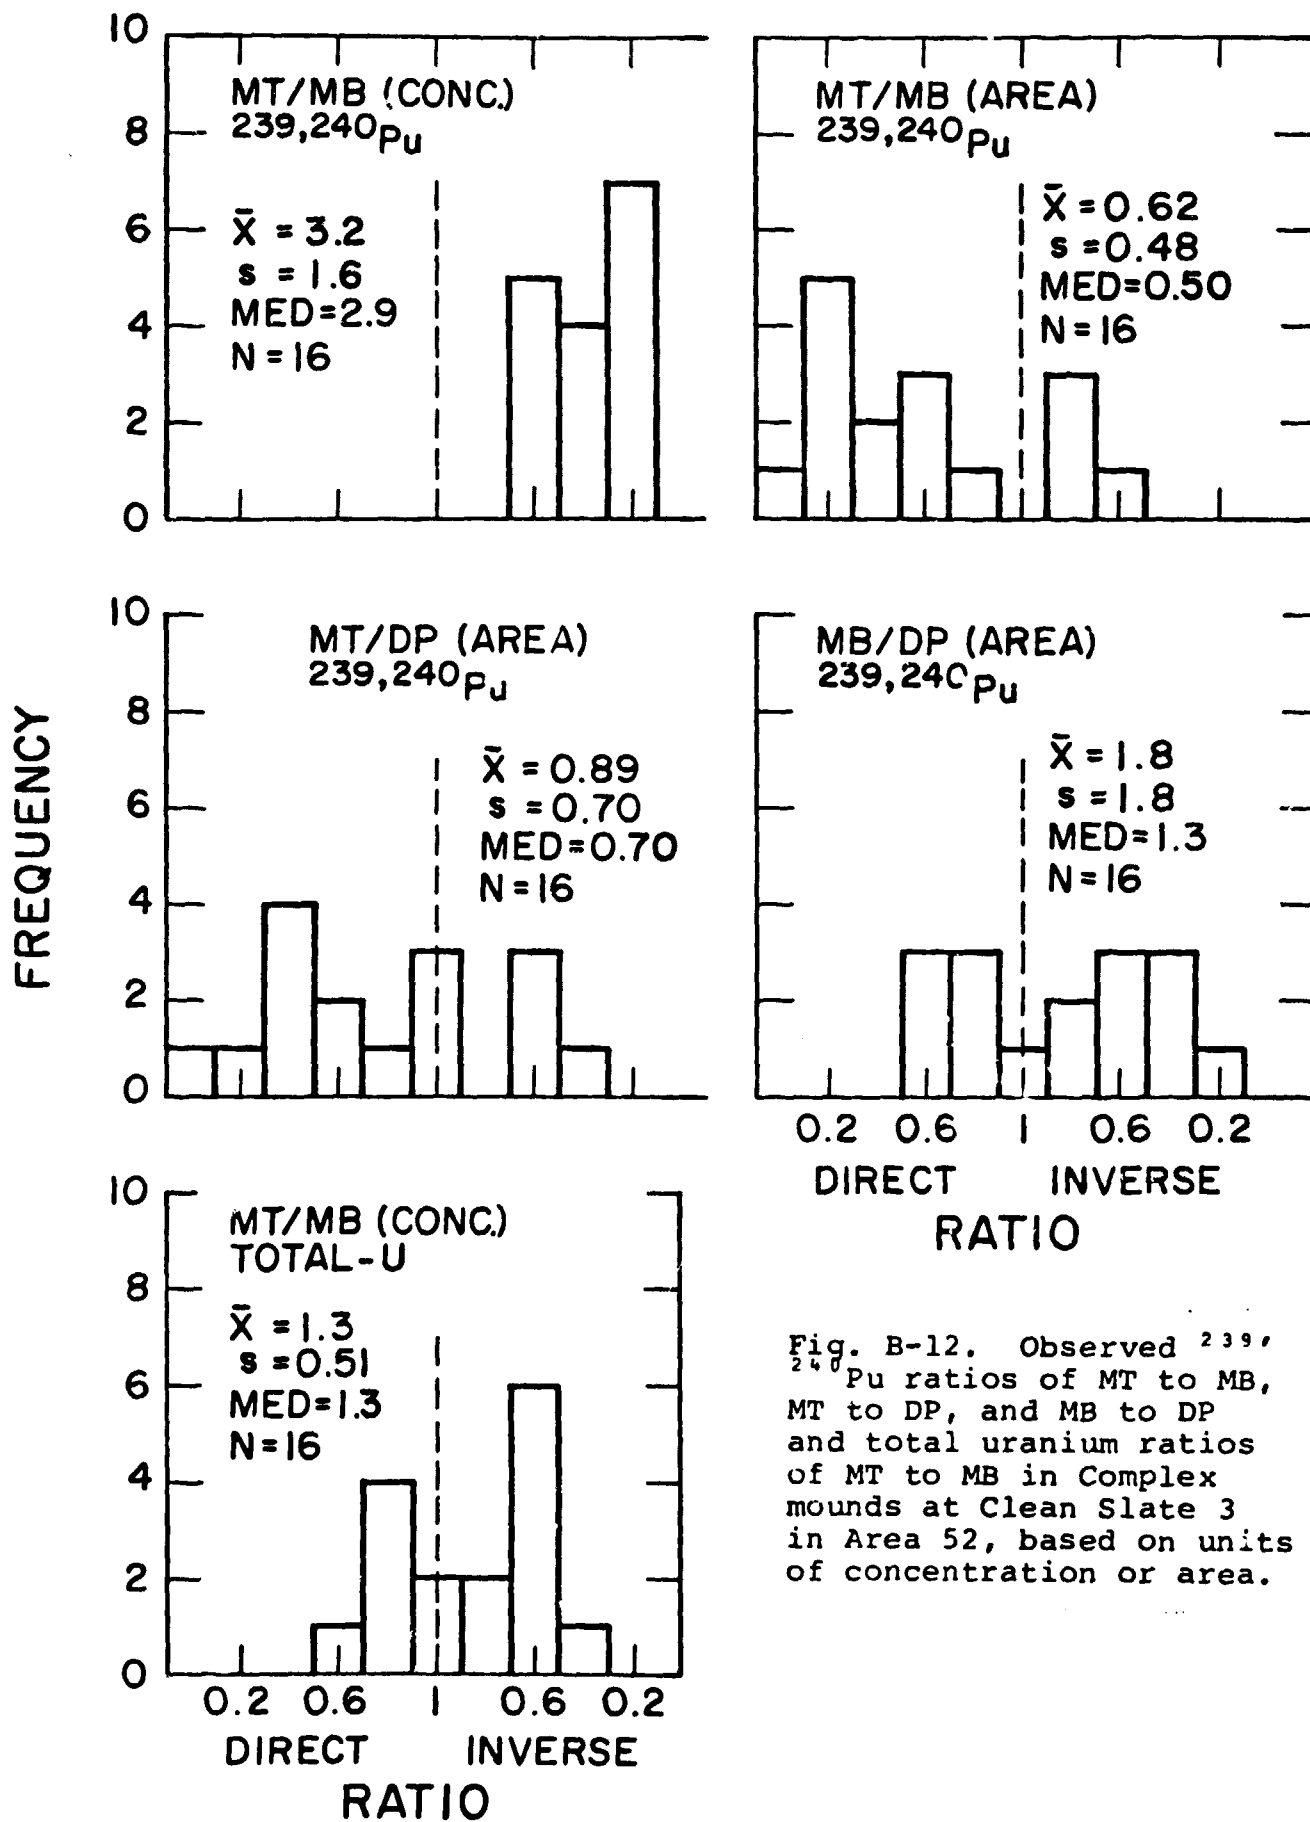 10
8
6
4
2
0
MT/MB (CONC.)
239,240Pu
X̄ = 3.2
s = 1.6
MED=2.9
N=16
MT/MB (AREA)
239,240Pu
X̄ =0.62
s =0.48
MED=0.50
N=16
FREQUENCY
10
8
6
4
2
0
MT/DP (AREA)
239,240Pu
X̄ =0.89
s =0.70
MED=0.70
N=16
MB/DP (AREA)
239,240Pu
X̄ = 1.8
s = 1.8
MED=1.3
N=16
0.2 0.6 1 0.6 0.2
DIRECT INVERSE
RATIO
10
8
6
4
2
0
MT/MB (CONC.)
TOTAL-U
X̄ =1.3
s =0.51
MED=1.3
N=16
0.2 0.6 1 0.6 0.2
DIRECT INVERSE
RATIO
Fig. B-12. Observed 239,
240Pu ratios of MT to MB,
MT to DP, and MB to DP
and total uranium ratios
of MT to MB in Complex
mounds at Clean Slate 3
in Area 52, based on units
of concentration or area.